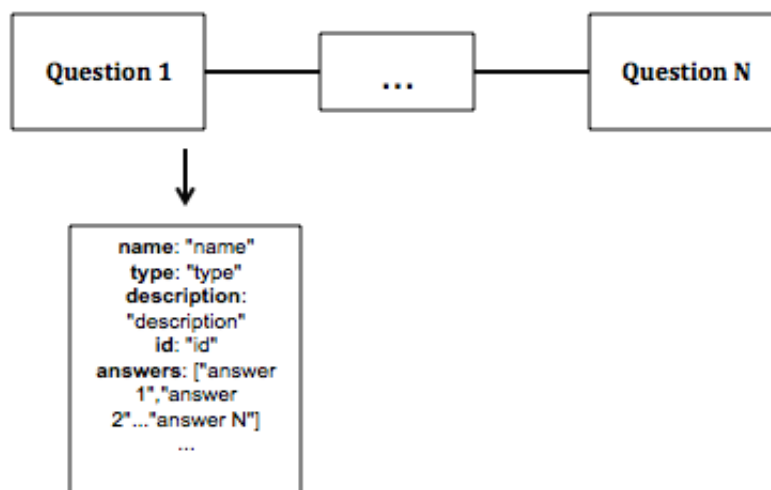 Question 1
...
Question N
name: "name"
type: "type"
description:
"description"
id: "id"
answers: ["answer
1","answer
2"..."answer N"]
...